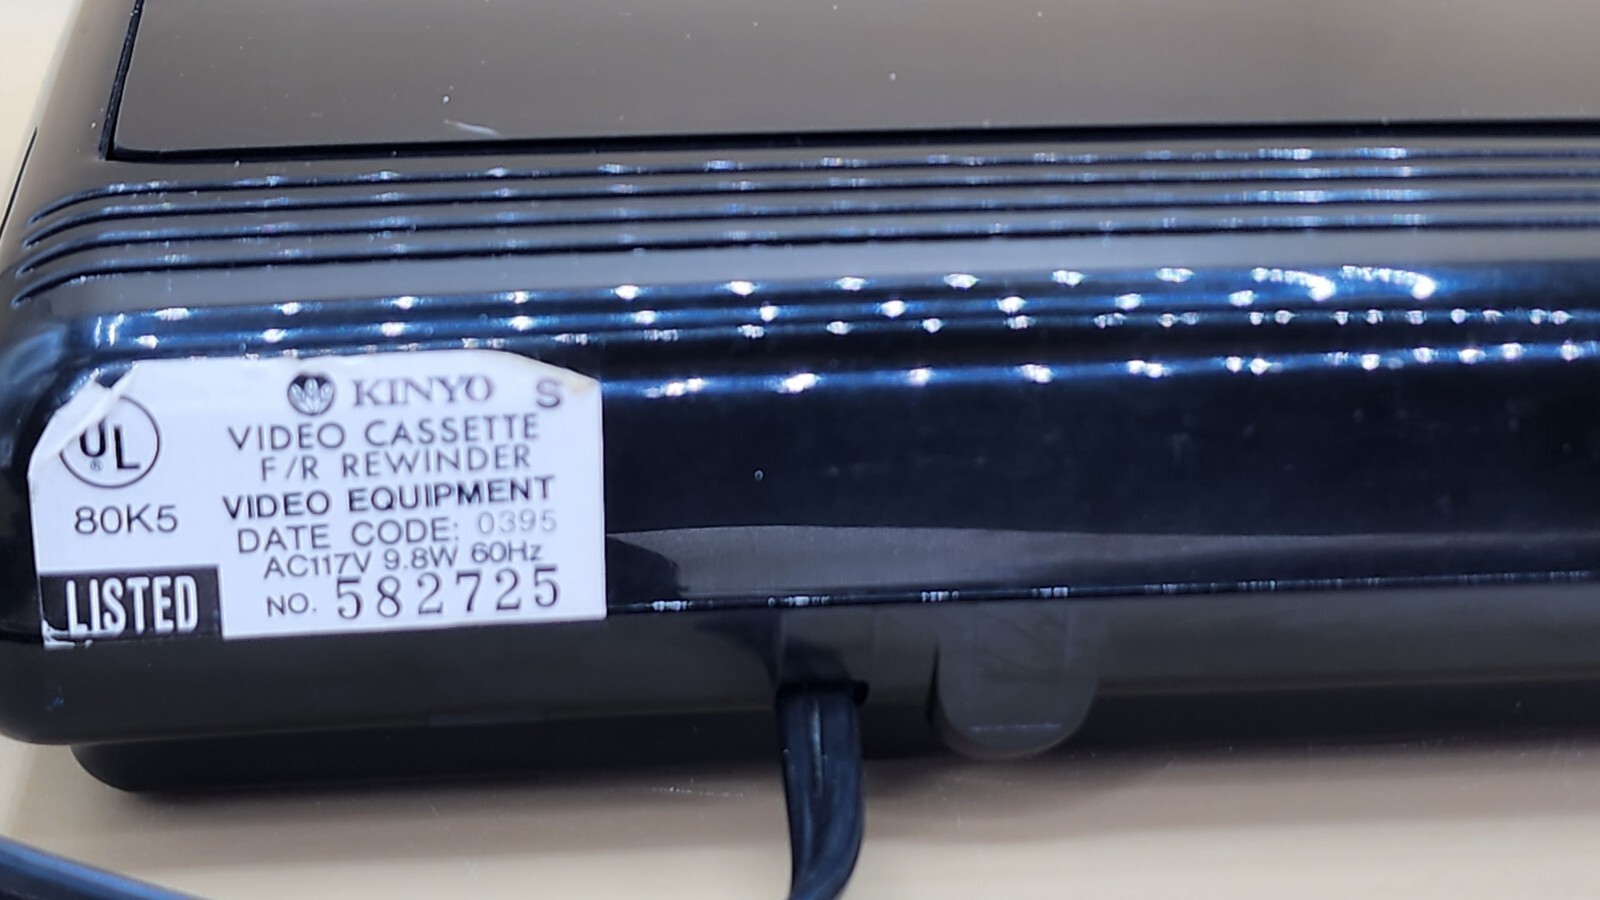 KINYO S
UL
®
VIDEO CASSETTE
F/R REWINDER
VIDEO EQUIPMENT
80K5
DATE CODE: 0395
AC117V 9.8W 60Hz
NO. 582725
LISTED